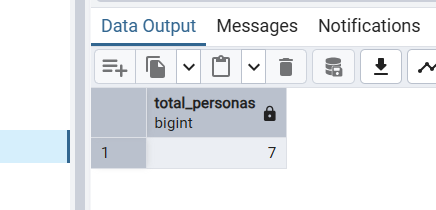 Data Output Messages Notifications
total_personas
bigint
1 7